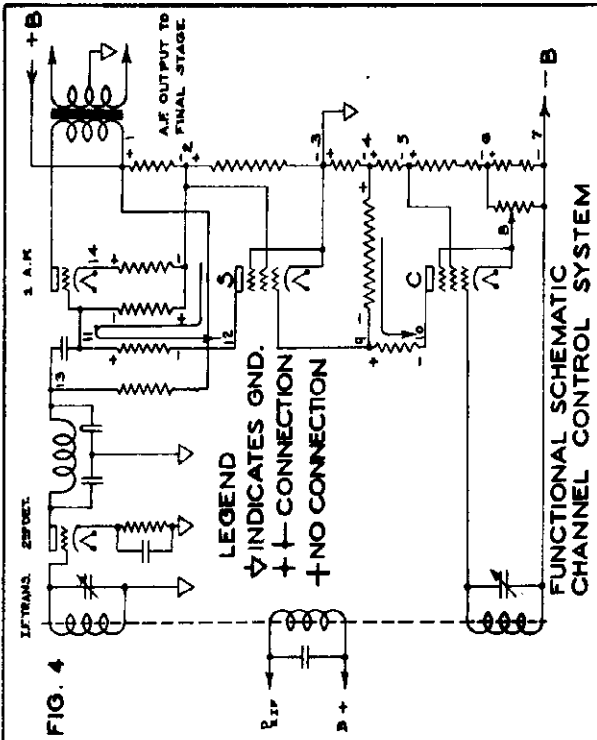 FIG. 4
I.F. TRANS.
2ND DET.
1 A.F.
+B
A.F. OUTPUT TO
FINAL STAGE
13
11
14
1
2
12
S
3
9
4
10
5
C
8
6
7
-B
P I.F.
B+
LEGEND
INDICATES GND.
CONNECTION
NO CONNECTION
FUNCTIONAL SCHEMATIC
CHANNEL CONTROL SYSTEM